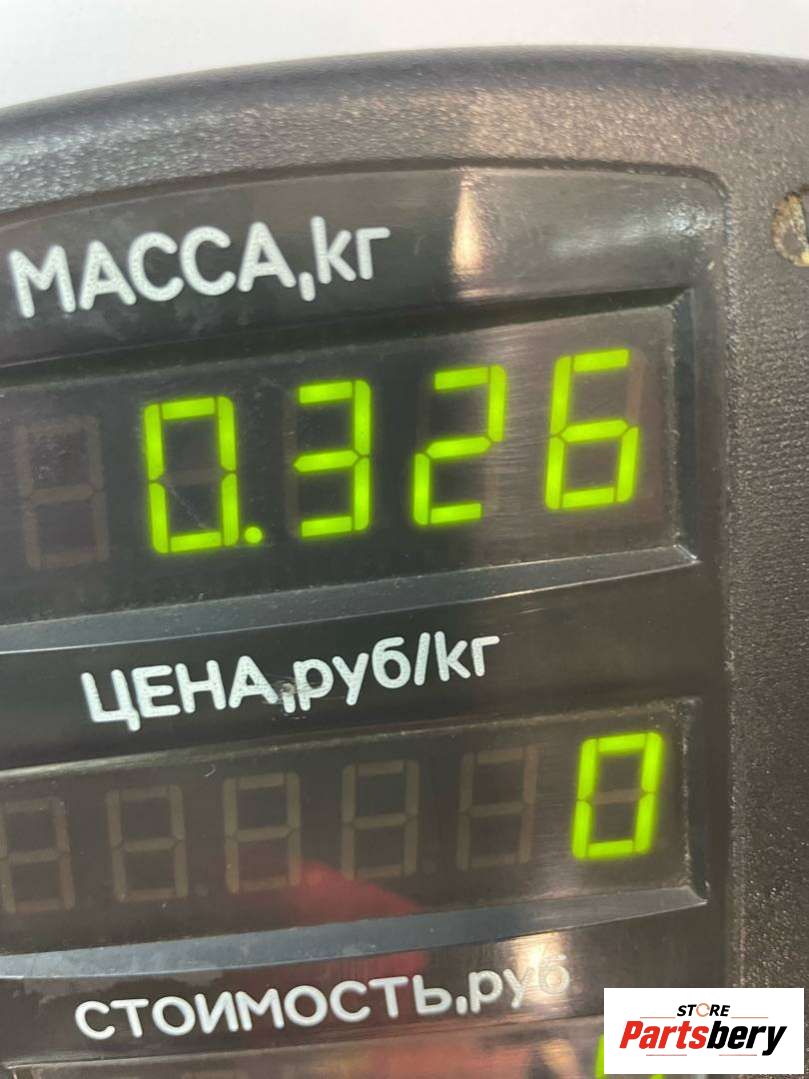 МАССА,кг
0.326
ЦЕНА,руб/кг
0
СТОИМОСТЬ,руб
STORE
Partsbery